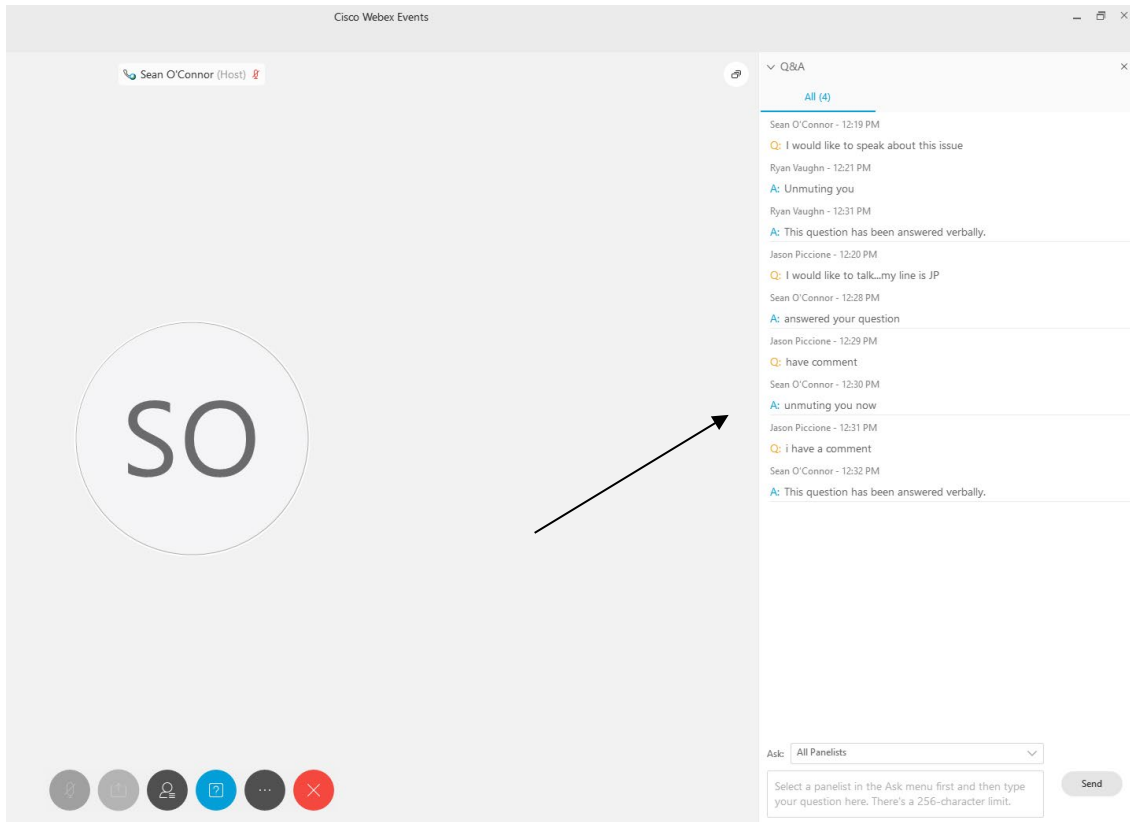 Cisco Webex Events
Sean O'Connor (Host)
Q&A
All (4)
Sean O'Connor - 12:19 PM
Q: I would like to speak about this issue
Ryan Vaughn - 12:21 PM
A: Unmuting you
Ryan Vaughn - 12:31 PM
A: This question has been answered verbally.
Jason Piccione - 12:20 PM
Q: I would like to talk...my line is JP
Sean O'Connor - 12:28 PM
A: answered your question
Jason Piccione - 12:29 PM
Q: have comment
Sean O'Connor - 12:30 PM
A: unmuting you now
Jason Piccione - 12:31 PM
Q: i have a comment
Sean O'Connor - 12:32 PM
A: This question has been answered verbally.
SO
Ask: All Panelists
Select a panelist in the Ask menu first and then type
your question here. There's a 256-character limit.
Send